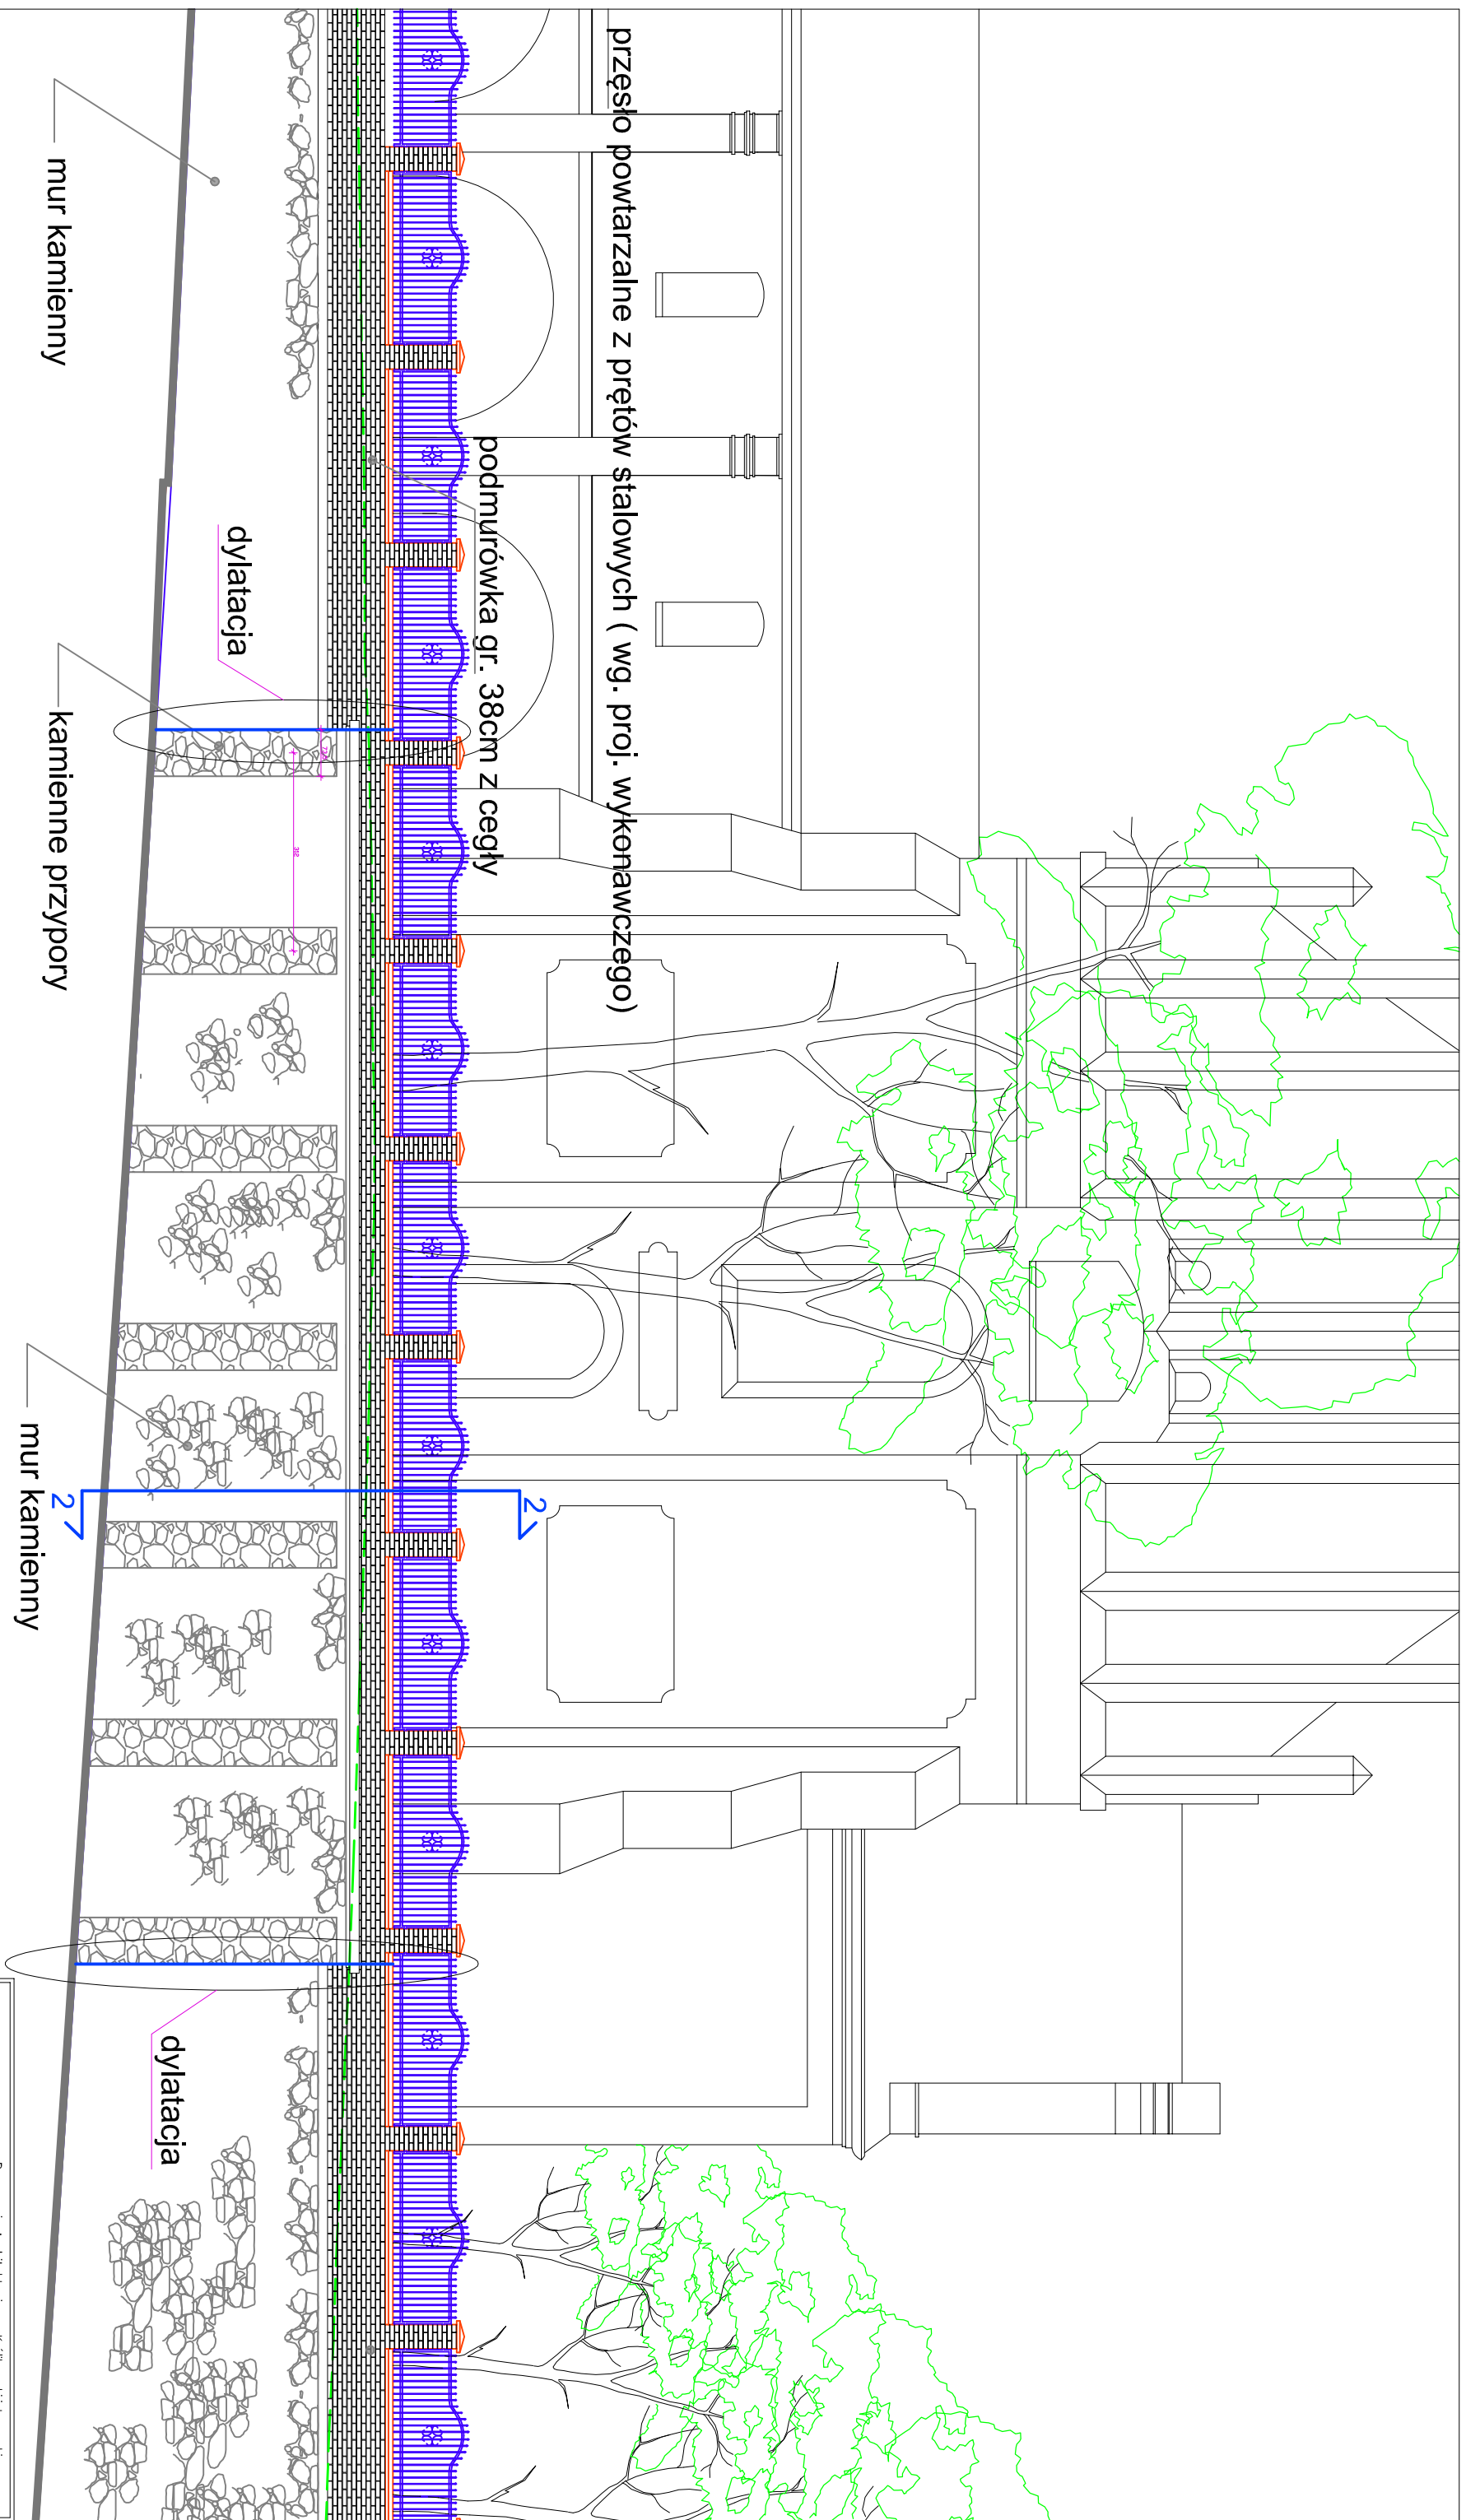 przęsło powtarzalne z prętów stalowych ( wg. proj. wykonawczego)
podmurówka gr. 38cm z cegły
dylatacja
mur kamienny
kamienne przypory
312
2
2
mur kamienny
dylatacja